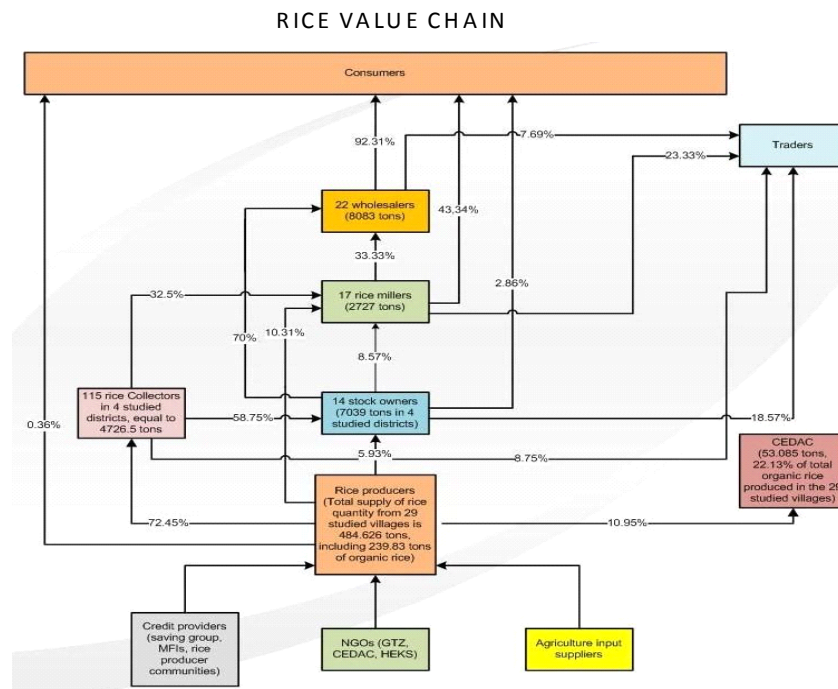 RICE VALUE CHAIN
Consumers
7.69%
Traders
92.31%
23.33%
22 wholesalers
(8083 tons)
43,34%
33.33%
2.86%
32.5%
17 rice millers
(2727 tons)
10.31%
70%
8.57%
115 rice Collectors
in 4 studied
districts, equal to
4726.5 tons
14 stock owners
(7039 tons in 4
studied districts)
0.36%
58.75%
18.57%
CEDAC
(53.085 tons,
22.13% of total
organic rice
produced in the 29
studied villages)
5.93%
8.75%
Rice producers
(Total supply of rice
quantity from 29
studied villages is
484.626 tons,
including 239.83 tons
of organic rice)
72.45%
10.95%
Credit providers
(saving group,
MFIs, rice
producer
communities)
NGOs (GTZ,
CEDAC, HEKS)
Agriculture input
suppliers